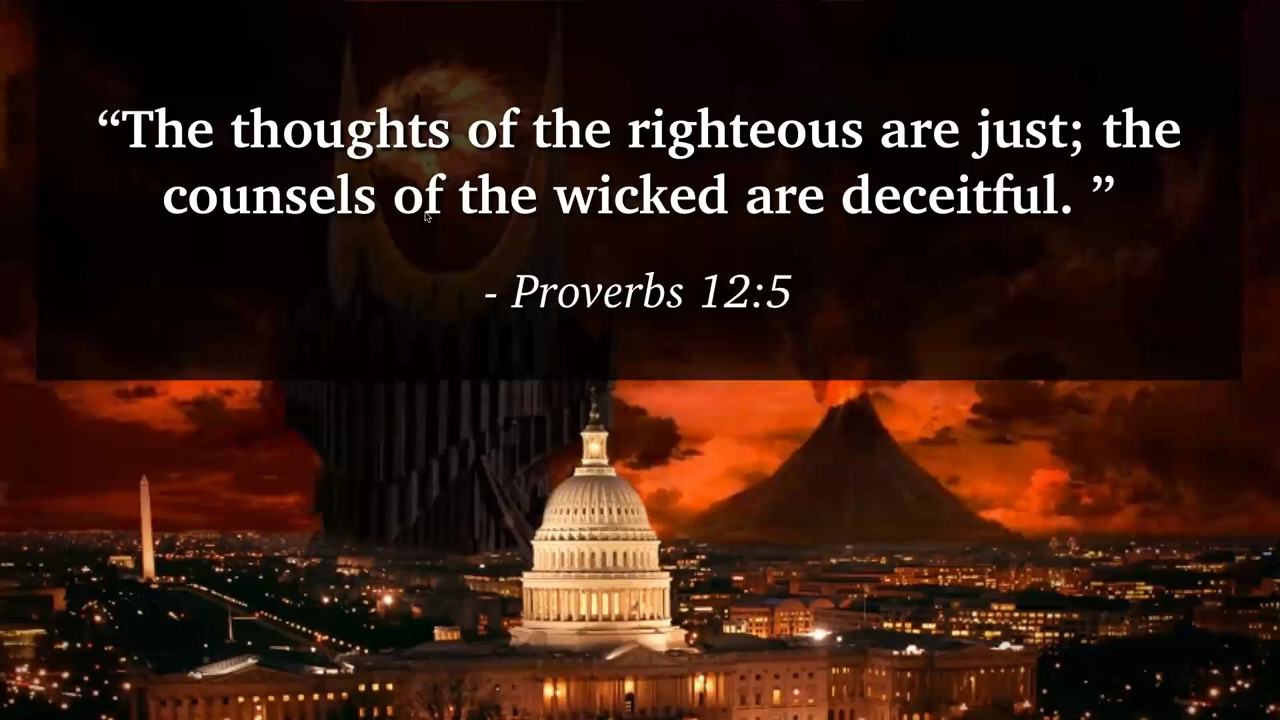 “The thoughts of the righteous are just; the
counsels of the wicked are deceitful. ”
- Proverbs 12:5